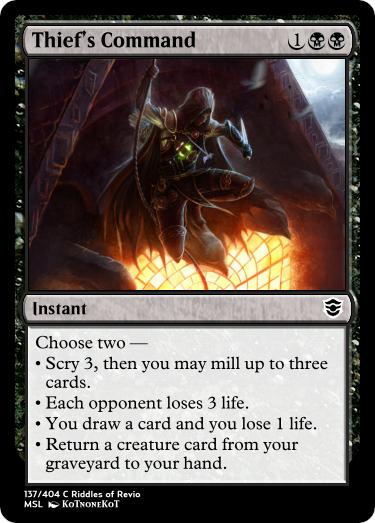 Thief's Command 1
Instant
Choose two —
• Scry 3, then you may mill up to three
cards.
• Each opponent loses 3 life.
• You draw a card and you lose 1 life.
• Return a creature card from your
graveyard to your hand.
137/404 C Riddles of Revio
MSL KoTnoneKoT